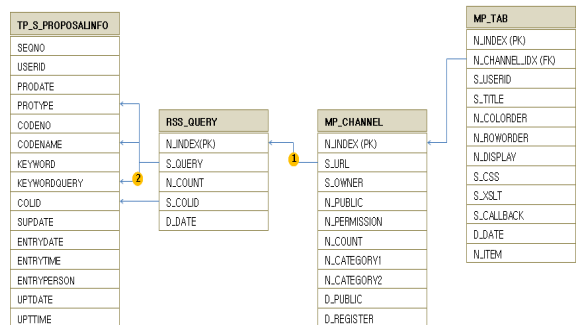 TP_S_PROPOSALINFO
SEQNO
USERID
PRODATE
PROTYPE
CODENO
CODENAME
KEYWORD
KEYWORDQUERY
COLID
SUPDATE
ENTRYDATE
ENTRYTIME
ENTRYPERSON
UPTDATE
UPTTIME
2
RSS_QUERY
N_INDEX(PK)
S_QUERY
N_COUNT
S_COLID
D_DATE
1
MP_CHANNEL
N_INDEX (PK)
S_URL
S_OWNER
N_PUBLIC
N_PERMISSION
N_COUNT
N_CATEGORY1
N_CATEGORY2
D_PUBLIC
D_REGISTER
MP_TAB
N_INDEX (PK)
N_CHANNEL_IDX (FK)
S_USERID
S_TITLE
N_COLORDER
N_ROWORDER
N_DISPLAY
S_CSS
S_XSLT
S_CALLBACK
D_DATE
N_ITEM